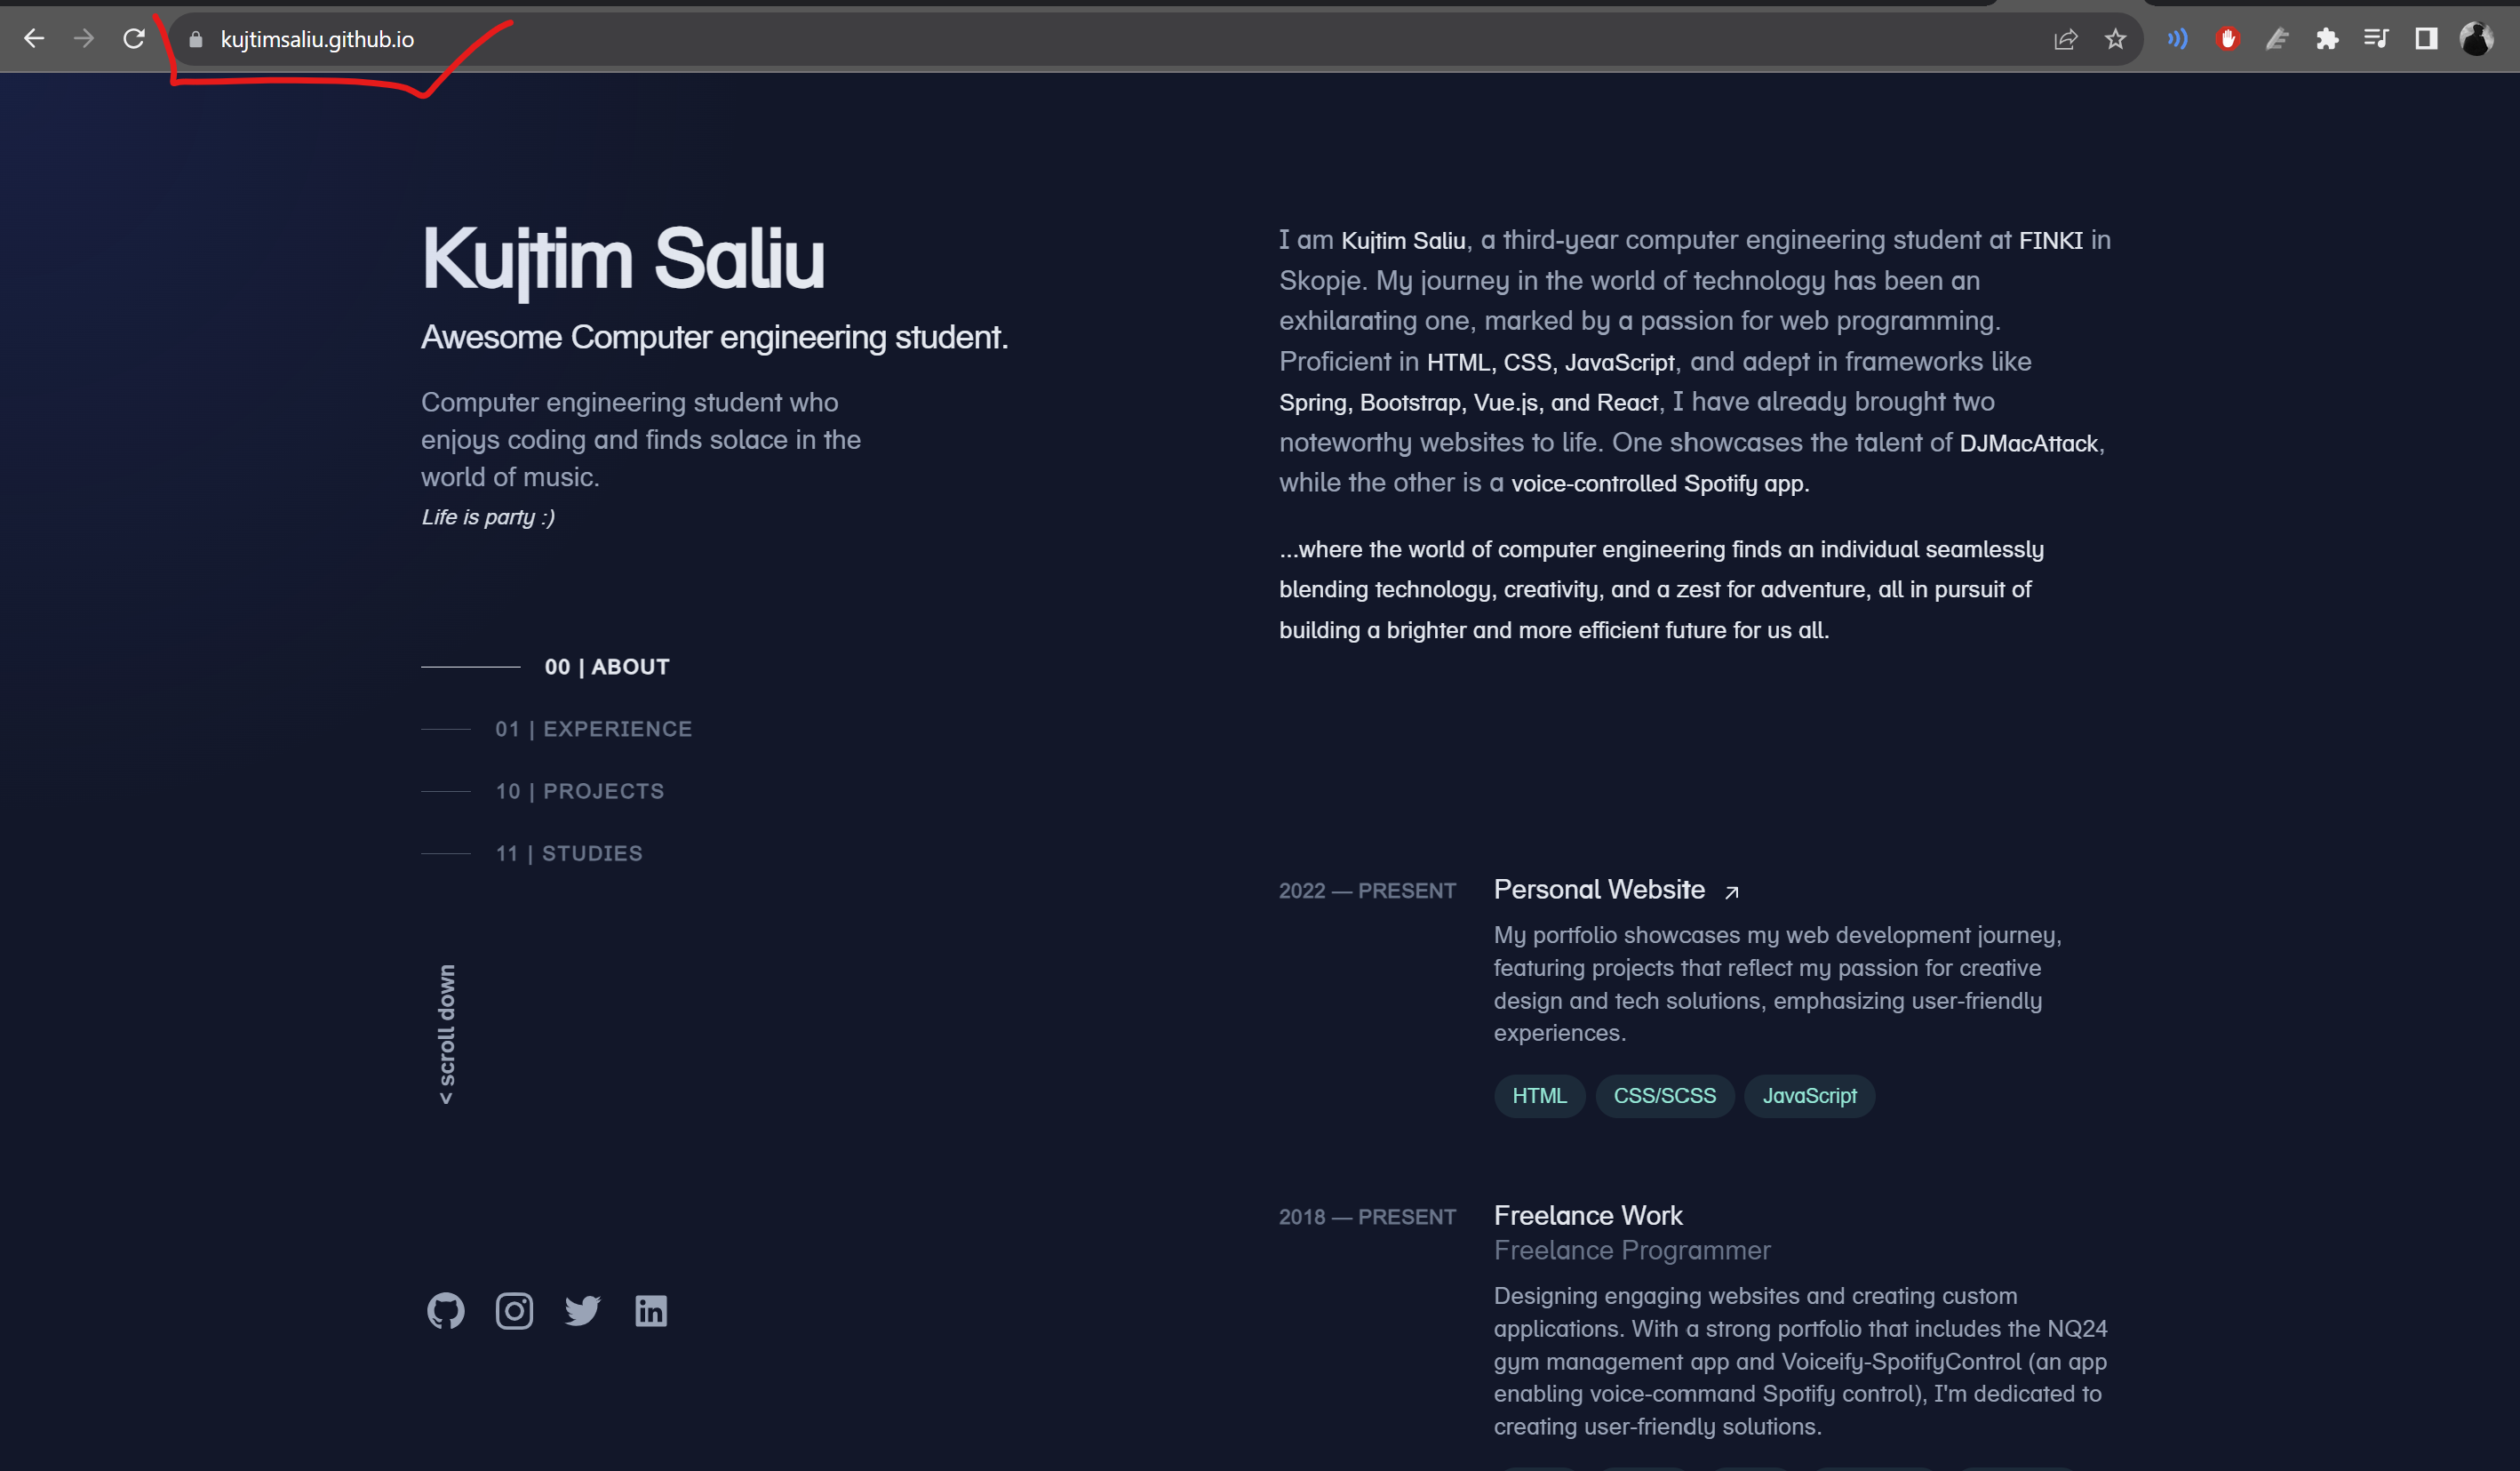 kujtimsaliu.github.io
Kujtim Saliu
Awesome Computer engineering student.
Computer engineering student who
enjoys coding and finds solace in the
world of music.
Life is party :)
00 | ABOUT
01 | EXPERIENCE
10 | PROJECTS
11 | STUDIES
< scroll down
I am Kujtim Saliu, a third-year computer engineering student at FINKI in
Skopje. My journey in the world of technology has been an
exhilarating one, marked by a passion for web programming.
Proficient in HTML, CSS, JavaScript, and adept in frameworks like
Spring, Bootstrap, Vue.js, and React, I have already brought two
noteworthy websites to life. One showcases the talent of DJMacAttack,
while the other is a voice-controlled Spotify app.
...where the world of computer engineering finds an individual seamlessly
blending technology, creativity, and a zest for adventure, all in pursuit of
building a brighter and more efficient future for us all.
2022 — PRESENT
Personal Website
My portfolio showcases my web development journey,
featuring projects that reflect my passion for creative
design and tech solutions, emphasizing user-friendly
experiences.
HTML CSS/SCSS JavaScript
2018 — PRESENT
Freelance Work
Freelance Programmer
Designing engaging websites and creating custom
applications. With a strong portfolio that includes the NQ24
gym management app and Voiceify-SpotifyControl (an app
enabling voice-command Spotify control), I'm dedicated to
creating user-friendly solutions.